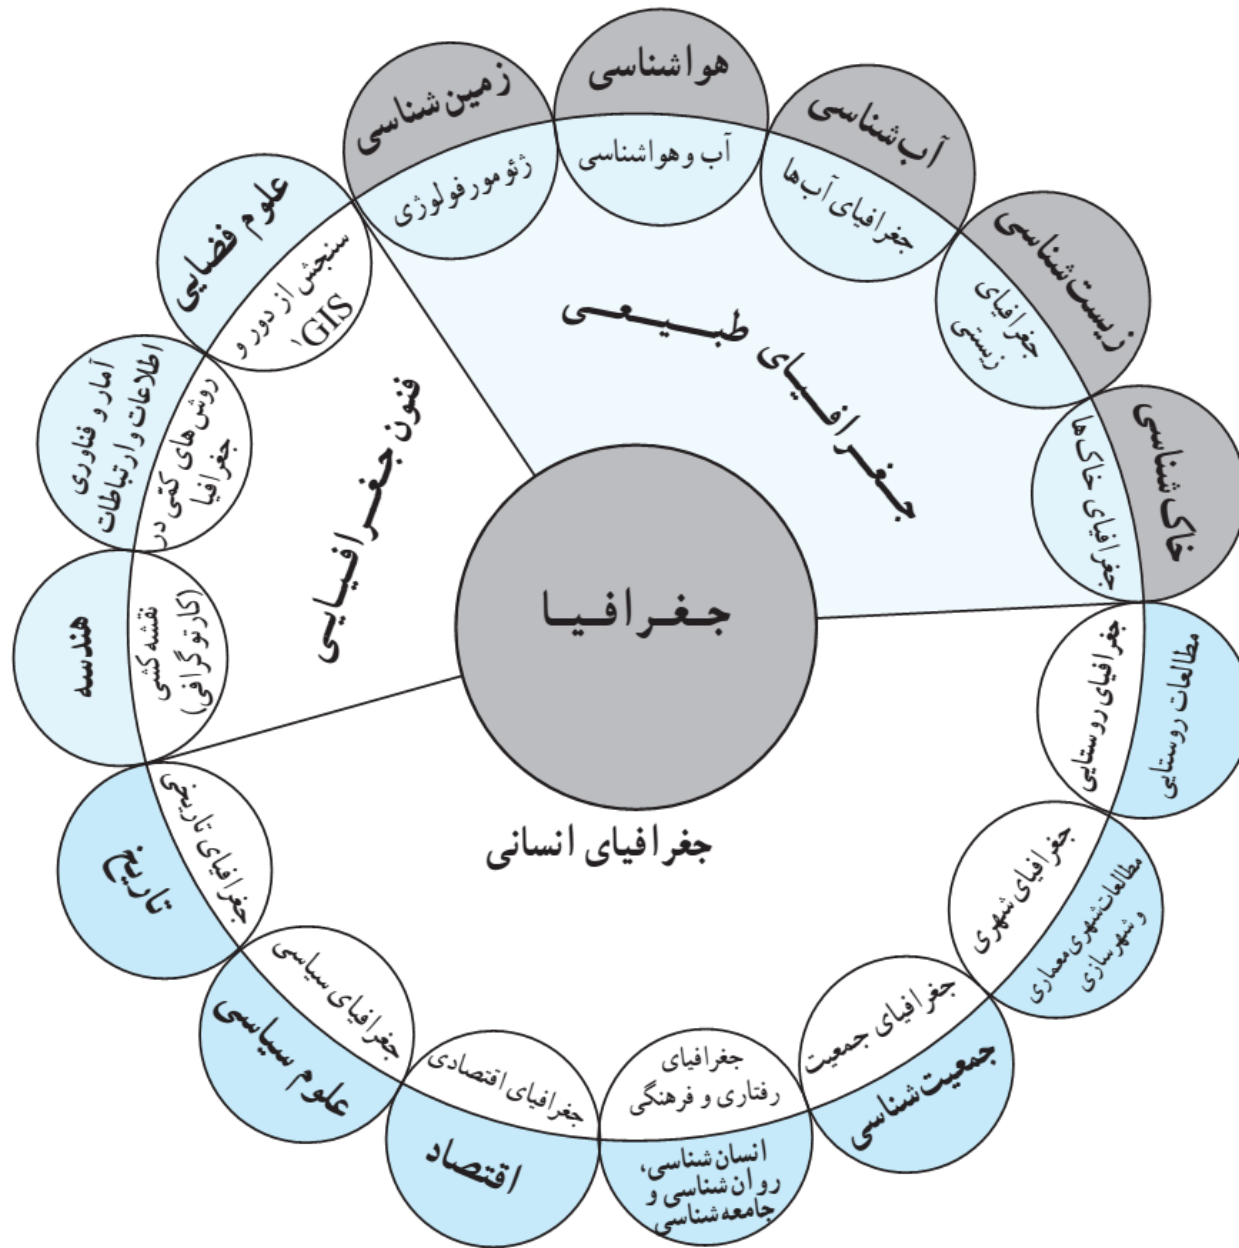 هواشناسی
آب و هواشناسی
آب‌شناسی
جغرافیای آب‌ها
زیست‌شناسی
جغرافیای
زیستی
خاک‌شناسی
جغرافیای خاک‌ها
جغرافیای طبیعی
مطالعات روستایی
جغرافیای روستایی
مطالعات شهری معماری
و شهرسازی
جغرافیای شهری
جمعیت‌شناسی
جغرافیای جمعیت
جغرافیای
رفتاری و فرهنگی
انسان‌شناسی،
روان‌شناسی و
جامعه‌شناسی
جغرافیای اقتصادی
اقتصاد
جغرافیای سیاسی
علوم سیاسی
جغرافیای تاریخی
تاریخ
جغرافیای انسانی
هندسه
نقشه کشی
(کارتوگرافی)
آمار و فناوری
اطلاعات و ارتباطات
روش‌های کمّی در
جغرافیا
علوم فضایی
سنجش از دور و
GIS۱
فنون جغرافیایی
زمین‌شناسی
ژئومورفولوژی
جغرافیا